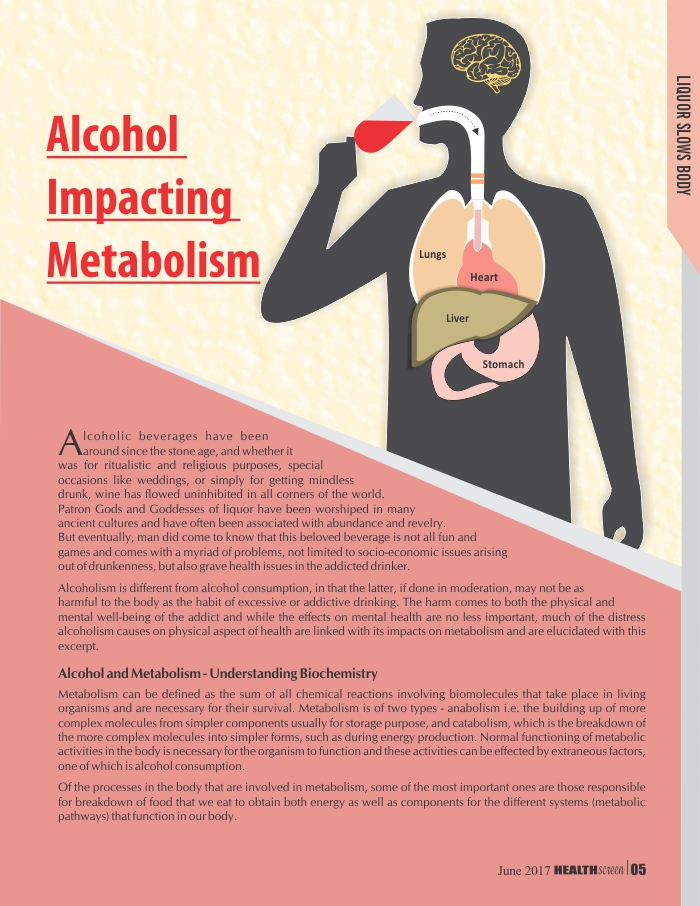 LIQUOR SLOWS BODY
Alcohol
Impacting
Metabolism
Lungs
Heart
Liver
Stomach
Alcoholic beverages have been
around since the stone age, and whether it
was for ritualistic and religious purposes, special
occasions like weddings, or simply for getting mindless
drunk, wine has flowed uninhibited in all corners of the world.
Patron Gods and Goddesses of liquor have been worshiped in many
ancient cultures and have often been associated with abundance and revelry.
But eventually, man did come to know that this beloved beverage is not all fun and
games and comes with a myriad of problems, not limited to socio-economic issues arising
out of drunkenness, but also grave health issues in the addicted drinker.
Alcoholism is different from alcohol consumption, in that the latter, if done in moderation, may not be as
harmful to the body as the habit of excessive or addictive drinking. The harm comes to both the physical and
mental well-being of the addict and while the effects on mental health are no less important, much of the distress
alcoholism causes on physical aspect of health are linked with its impacts on metabolism and are elucidated with this
excerpt.
Alcohol and Metabolism - Understanding Biochemistry
Metabolism can be defined as the sum of all chemical reactions involving biomolecules that take place in living
organisms and are necessary for their survival. Metabolism is of two types - anabolism i.e. the building up of more
complex molecules from simpler components usually for storage purpose, and catabolism, which is the breakdown of
the more complex molecules into simpler forms, such as during energy production. Normal functioning of metabolic
activities in the body is necessary for the organism to function and these activities can be effected by extraneous factors,
one of which is alcohol consumption.
Of the processes in the body that are involved in metabolism, some of the most important ones are those responsible
for breakdown of food that we eat to obtain both energy as well as components for the different systems (metabolic
pathways) that function in our body.
June 2017 HEALTHscreen | 05